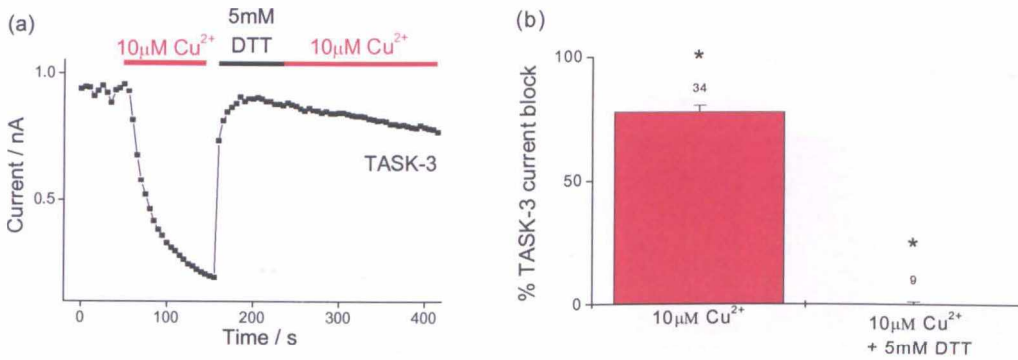 (a)
5mM
DTT
10μM Cu²⁺
10μM Cu²⁺
1.0
0.5
Current / nA
TASK-3
0
100
200
300
400
Time / s
(b)
100
50
0
% TASK-3 current block
*
34
*
9
10μM Cu²⁺
10μM Cu²⁺
+ 5mM DTT